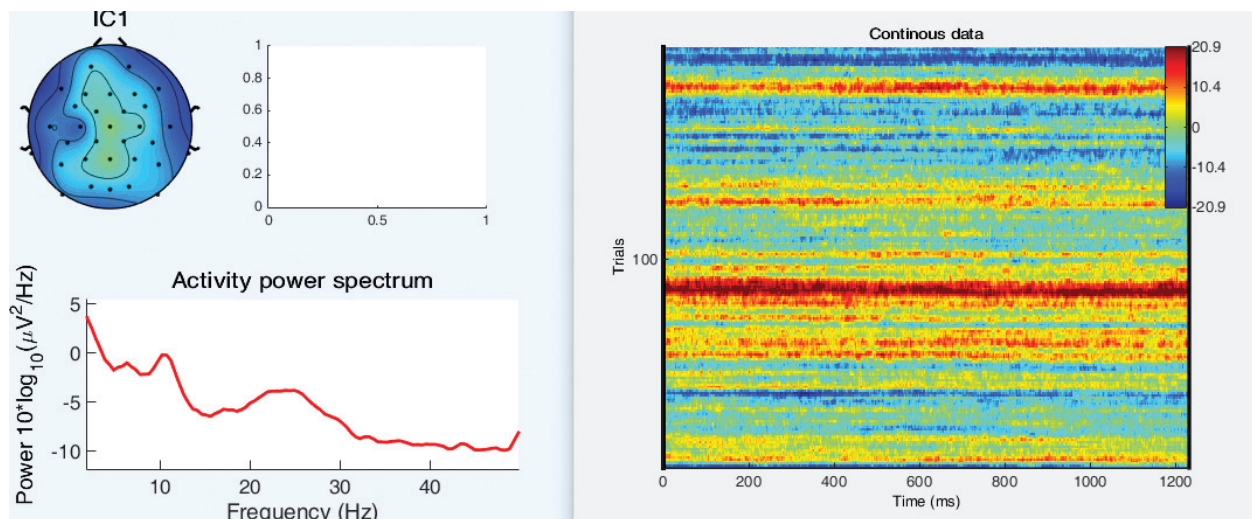 IC1
1
0.8
0.6
0.4
0.2
0
0 0.5 1
Activity power spectrum
Power 10*log10(μV2/Hz)
5
0
-5
-10
10 20 30 40
Frequency (Hz)
Continous data
20.9
10.4
0
-10.4
-20.9
Trials
100
0 200 400 600 800 1000 1200
Time (ms)